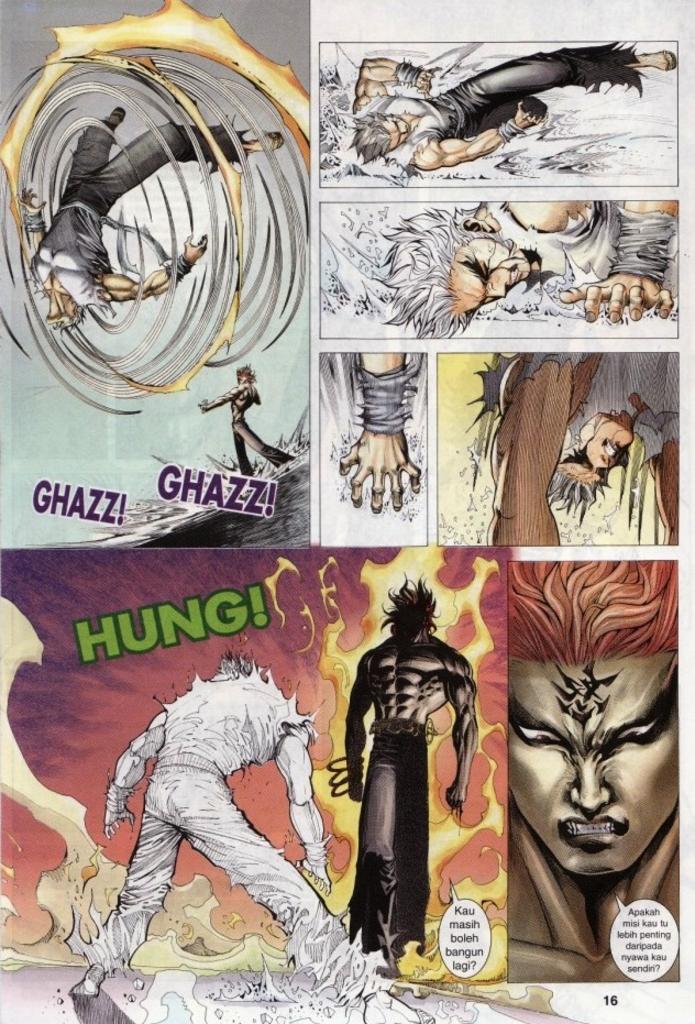 GHAZZ!
GHAZZ!
HUNG!
Kau
masih
boleh
bangun
lagi?
Apakah
misi kau tu
lebih penting
daripada
nyawa kau
sendiri?
16